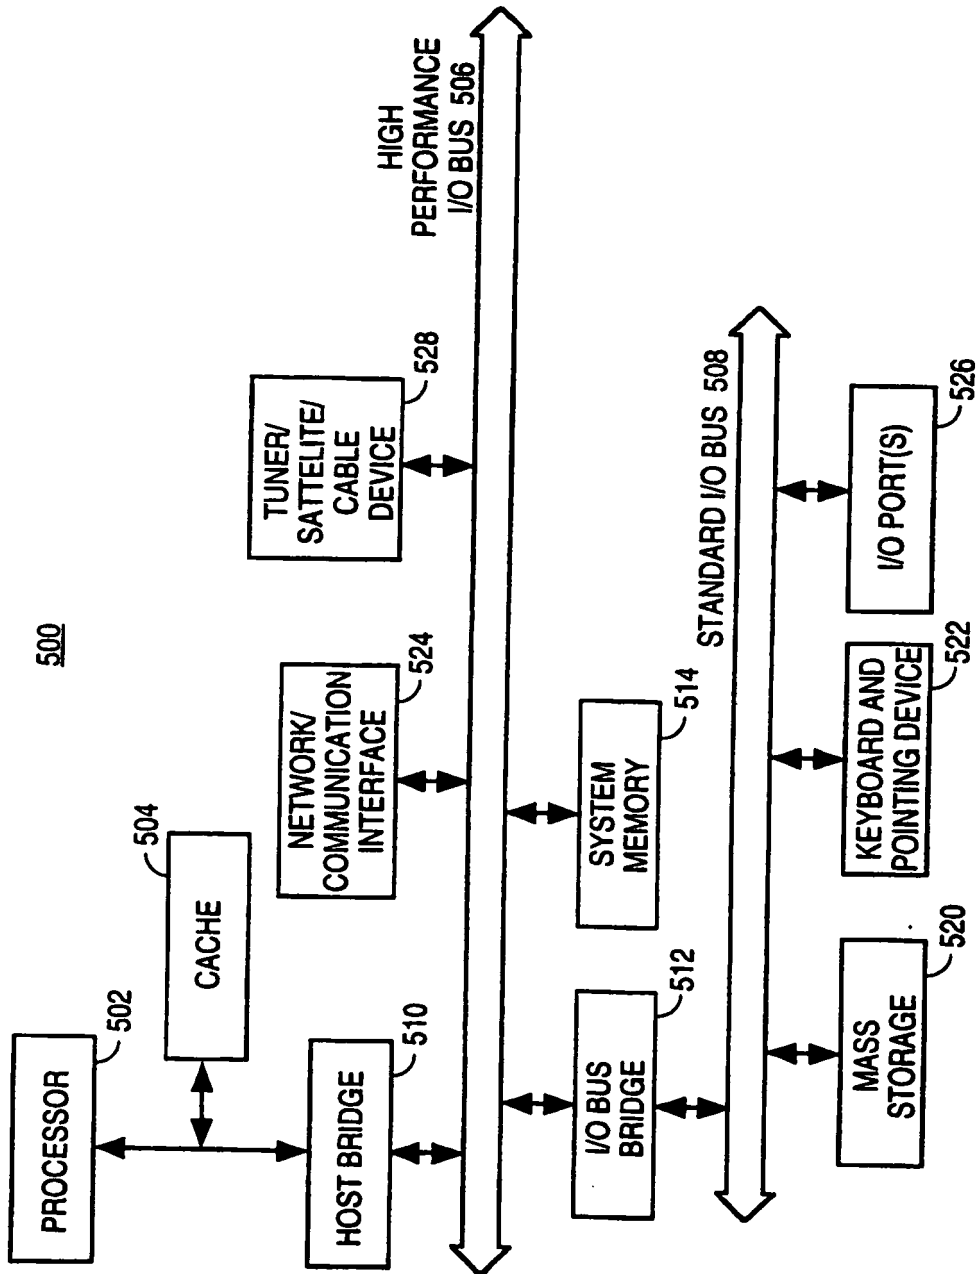 500
PROCESSOR
502
CACHE
504
HOST BRIDGE
510
NETWORK/
COMMUNICATION
INTERFACE
524
TUNER/
SATTELITE/
CABLE
DEVICE
528
HIGH
PERFORMANCE
I/O BUS 506
I/O BUS
BRIDGE
512
SYSTEM
MEMORY
514
STANDARD I/O BUS 508
MASS
STORAGE
520
KEYBOARD AND
POINTING DEVICE
522
I/O PORT(S)
526